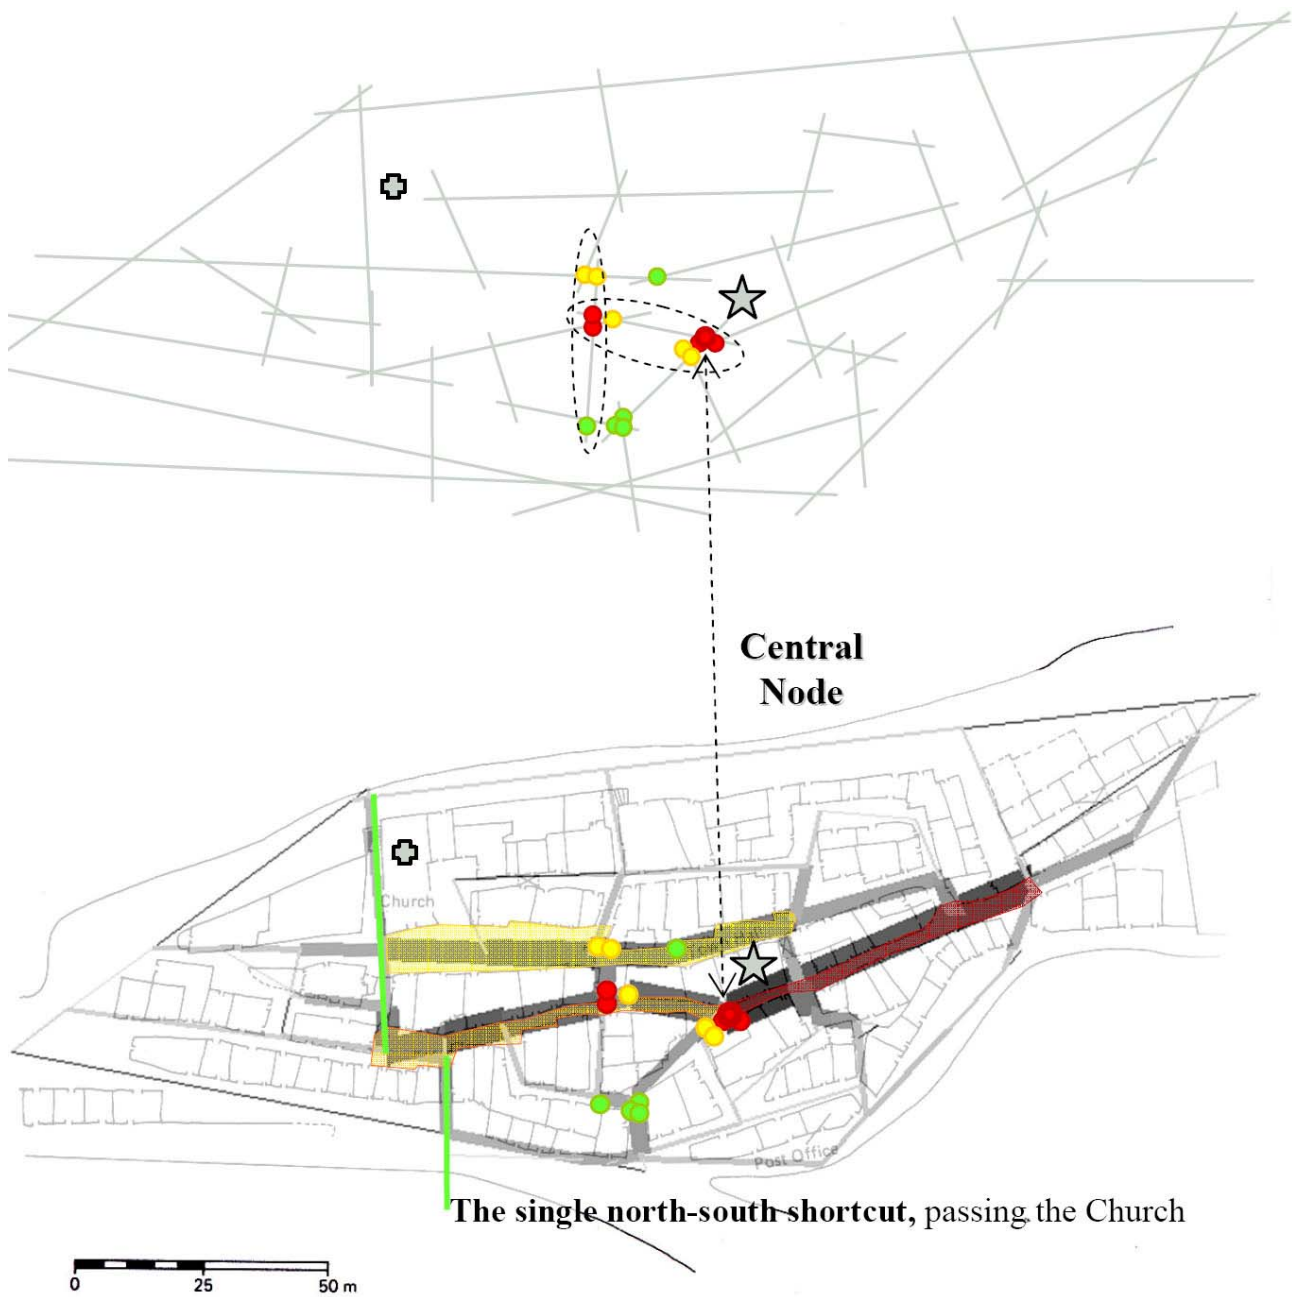 Central
Node
Church
Post Office
The single north-south shortcut, passing the Church
0 25 50 m